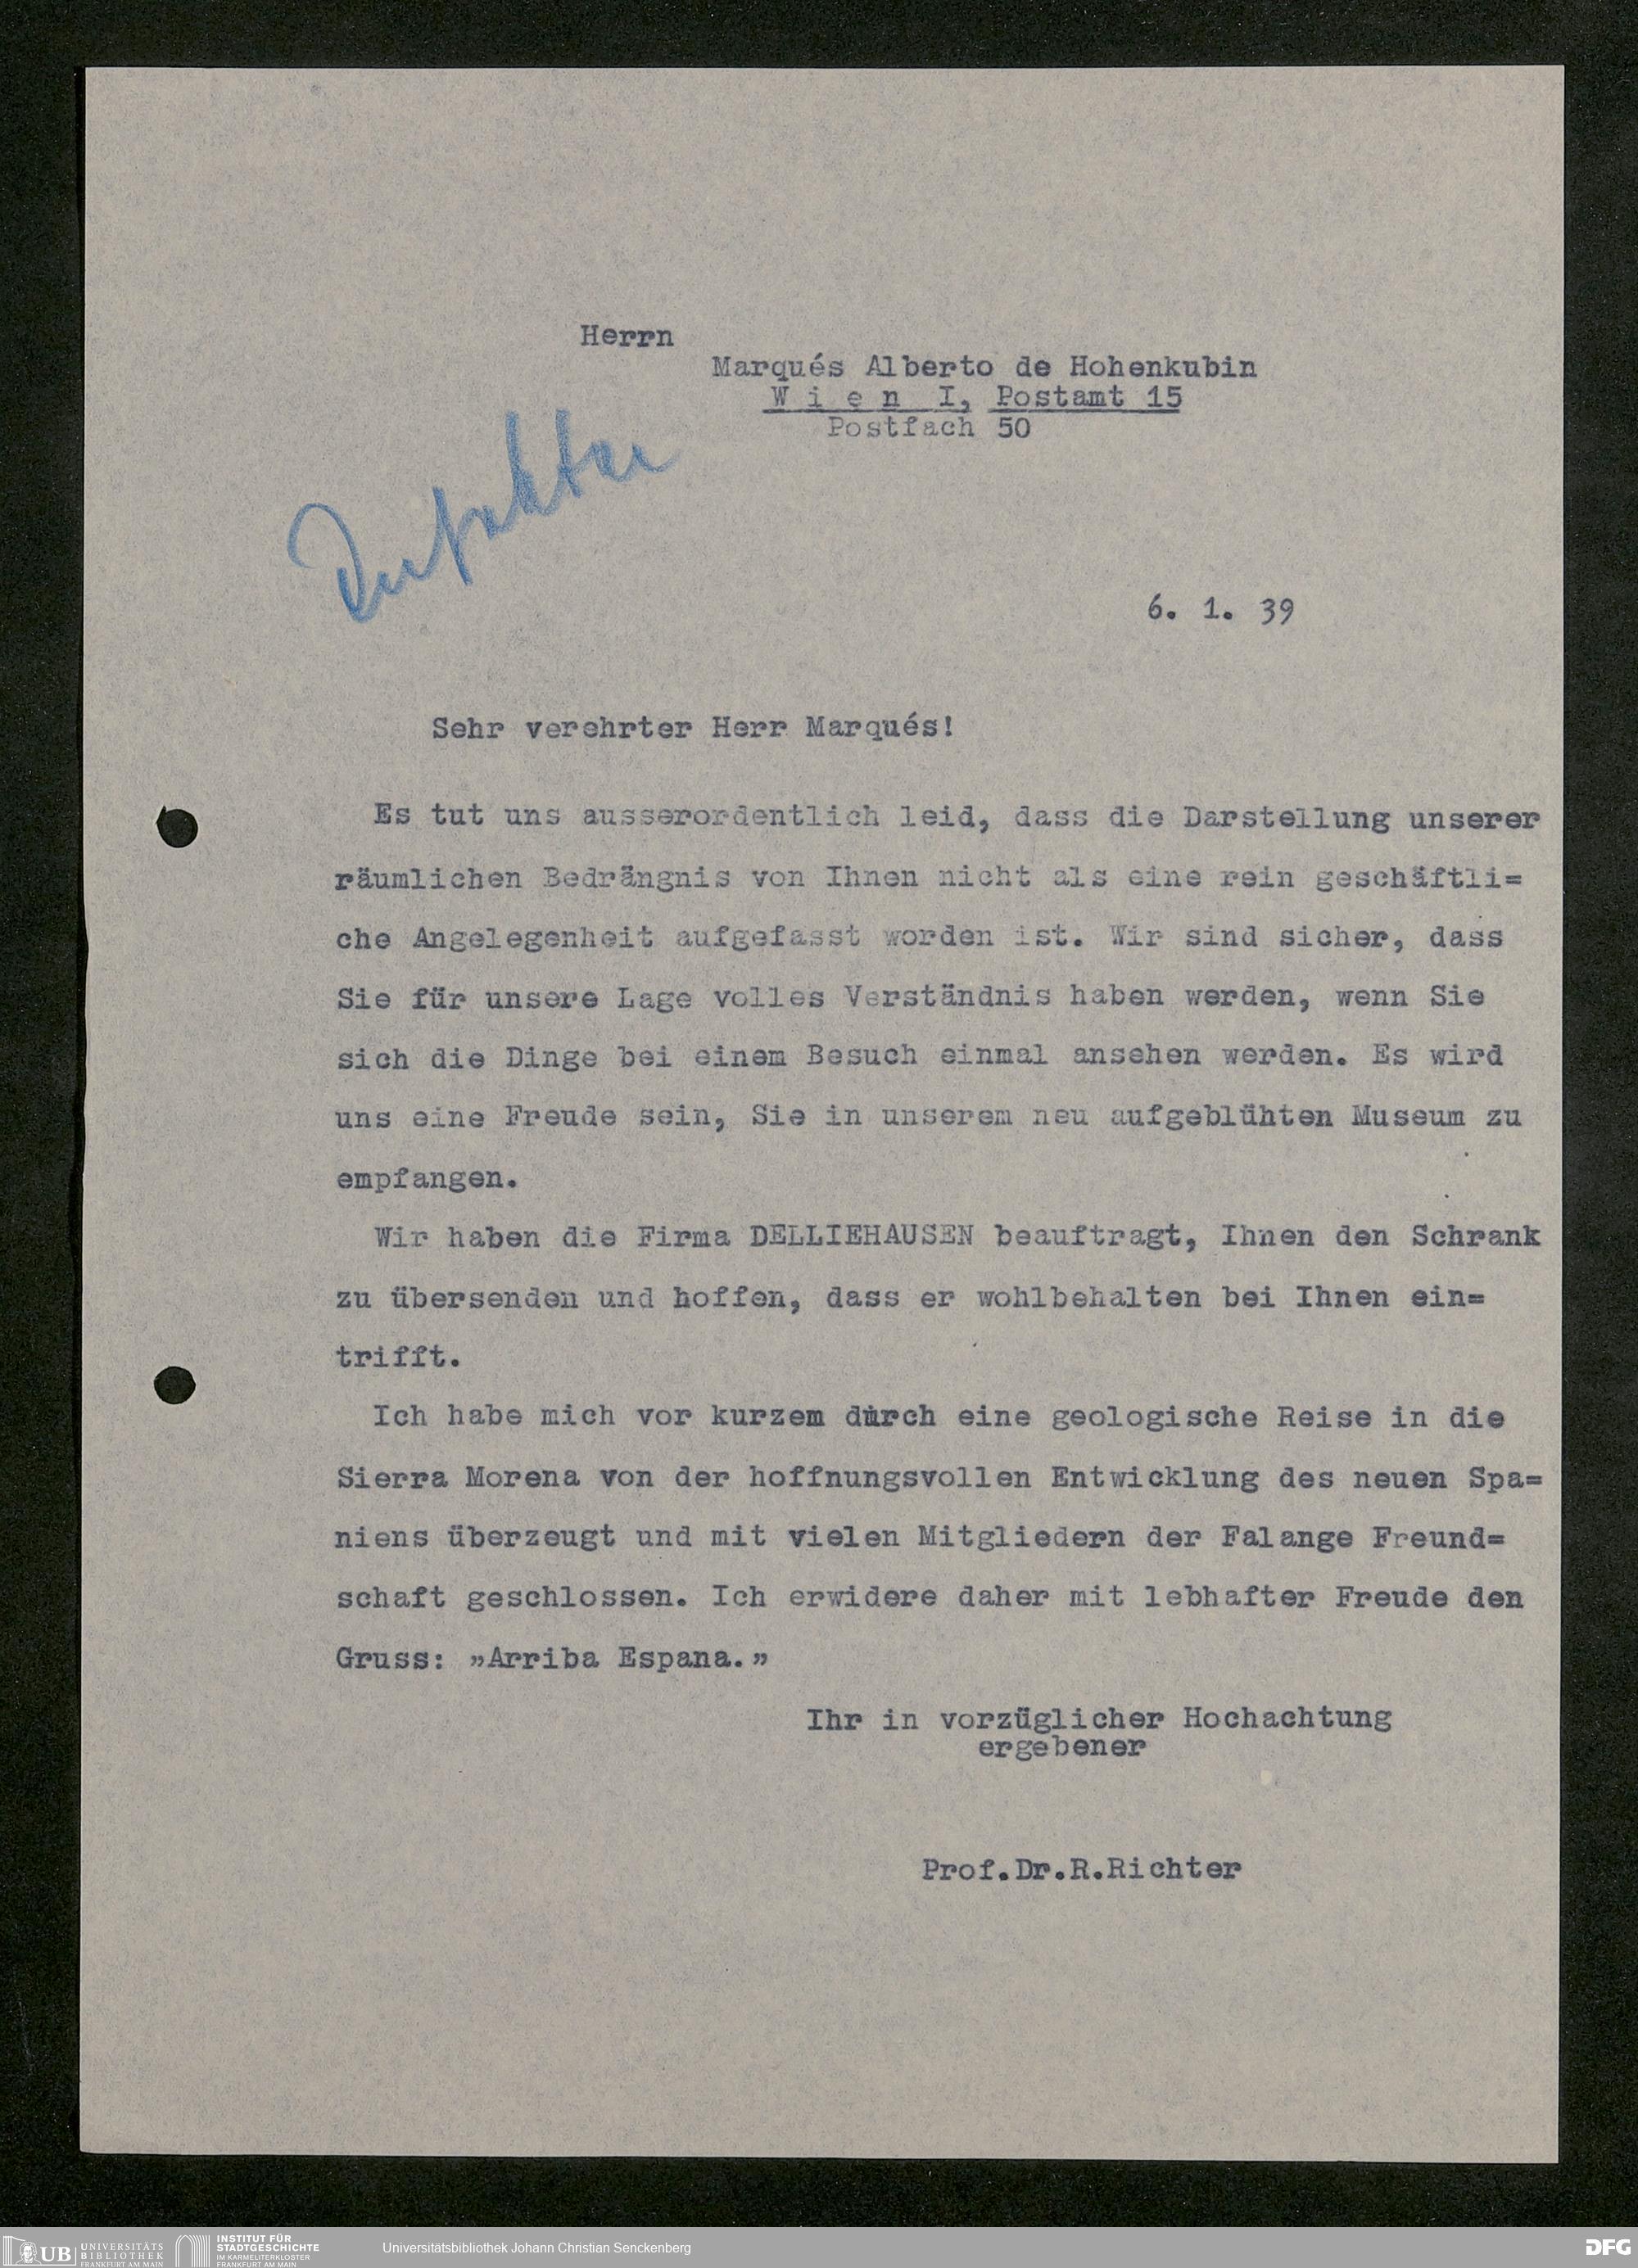 Herrn
Marqués Alberto de Hohenkubin
W i e n  I, Postamt 15
Postfach 50
6. 1. 39
Sehr verehrter Herr Marqués!
Es tut uns ausserordentlich leid, dass die Darstellung unserer
räumlichen Bedrängnis von Ihnen nicht als eine rein geschäftli=
che Angelegenheit aufgefasst worden ist. Wir sind sicher, dass
Sie für unsere Lage volles Verständnis haben werden, wenn Sie
sich die Dinge bei einem Besuch einmal ansehen werden. Es wird
uns eine Freude sein, Sie in unserem neu aufgeblühten Museum zu
empfangen.
Wir haben die Firma DELLIEHAUSEN beauftragt, Ihnen den Schrank
zu übersenden und hoffen, dass er wohlbehalten bei Ihnen ein=
trifft.
Ich habe mich vor kurzem durch eine geologische Reise in die
Sierra Morena von der hoffnungsvollen Entwicklung des neuen Spa=
niens überzeugt und mit vielen Mitgliedern der Falange Freund=
schaft geschlossen. Ich erwidere daher mit lebhafter Freude den
Gruss: „Arriba Espana.”
Ihr in vorzüglicher Hochachtung
ergebener
Prof.Dr.R.Richter
UB UNIVERSITÄTS BIBLIOTHEK FRANKFURT AM MAIN
INSTITUT FÜR STADTGESCHICHTE IM KARMELITERKLOSTER FRANKFURT AM MAIN
Universitätsbibliothek Johann Christian Senckenberg
DFG